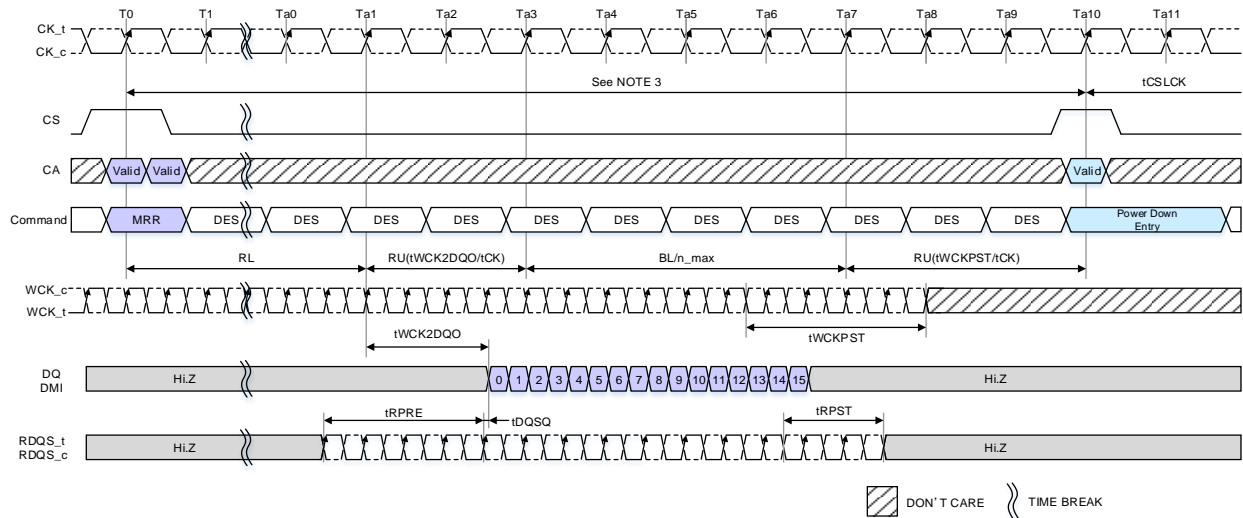 T0 T1 Ta0 Ta1 Ta2 Ta3 Ta4 Ta5 Ta6 Ta7 Ta8 Ta9 Ta10 Ta11
CK_t
CK_c
See NOTE 3 tCSLCK
CS
CA Valid Valid Valid
Command MRR DES DES DES DES DES DES DES DES DES DES DES Power Down
Entry
RL RU(tWCK2DQO/tCK) BL/n_max RU(tWCKPST/tCK)
WCK_c
WCK_t
tWCK2DQO tWCKPST
DQ
DMI
Hi.Z 0 1 2 3 4 5 6 7 8 9 10 11 12 13 14 15 Hi.Z
tRPRE tDQSQ tRPST
RDQS_t
RDQS_c
Hi.Z Hi.Z
DON'T CARE TIME BREAK